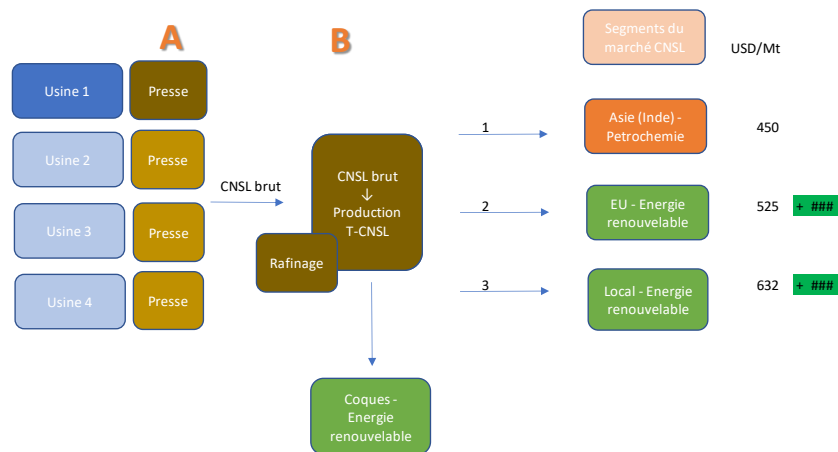 A
B
Segments du
marché CNSL
USD/Mt
Usine 1
Presse
Usine 2
Presse
Usine 3
Presse
Usine 4
Presse
CNSL brut
CNSL brut
↓
Production
T-CNSL
Rafinage
1
Asie (Inde) -
Petrochemie
450
2
EU - Energie
renouvelable
525
+ ###
3
Local - Energie
renouvelable
632
+ ###
Coques -
Energie
renouvelable